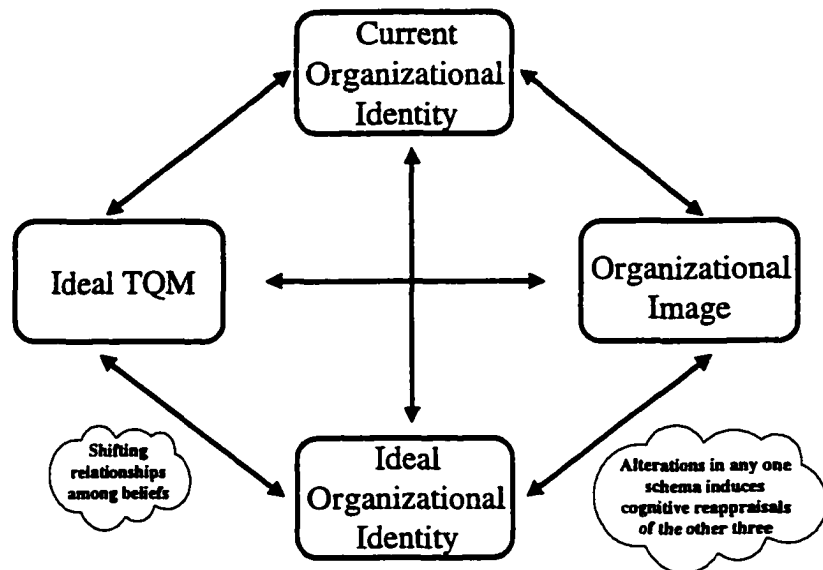 Current
Organizational
Identity
Ideal TQM
Organizational
Image
Shifting
relationships
among beliefs
Ideal
Organizational
Identity
Alterations in any one
schema induces
cognitive reappraisals
of the other three